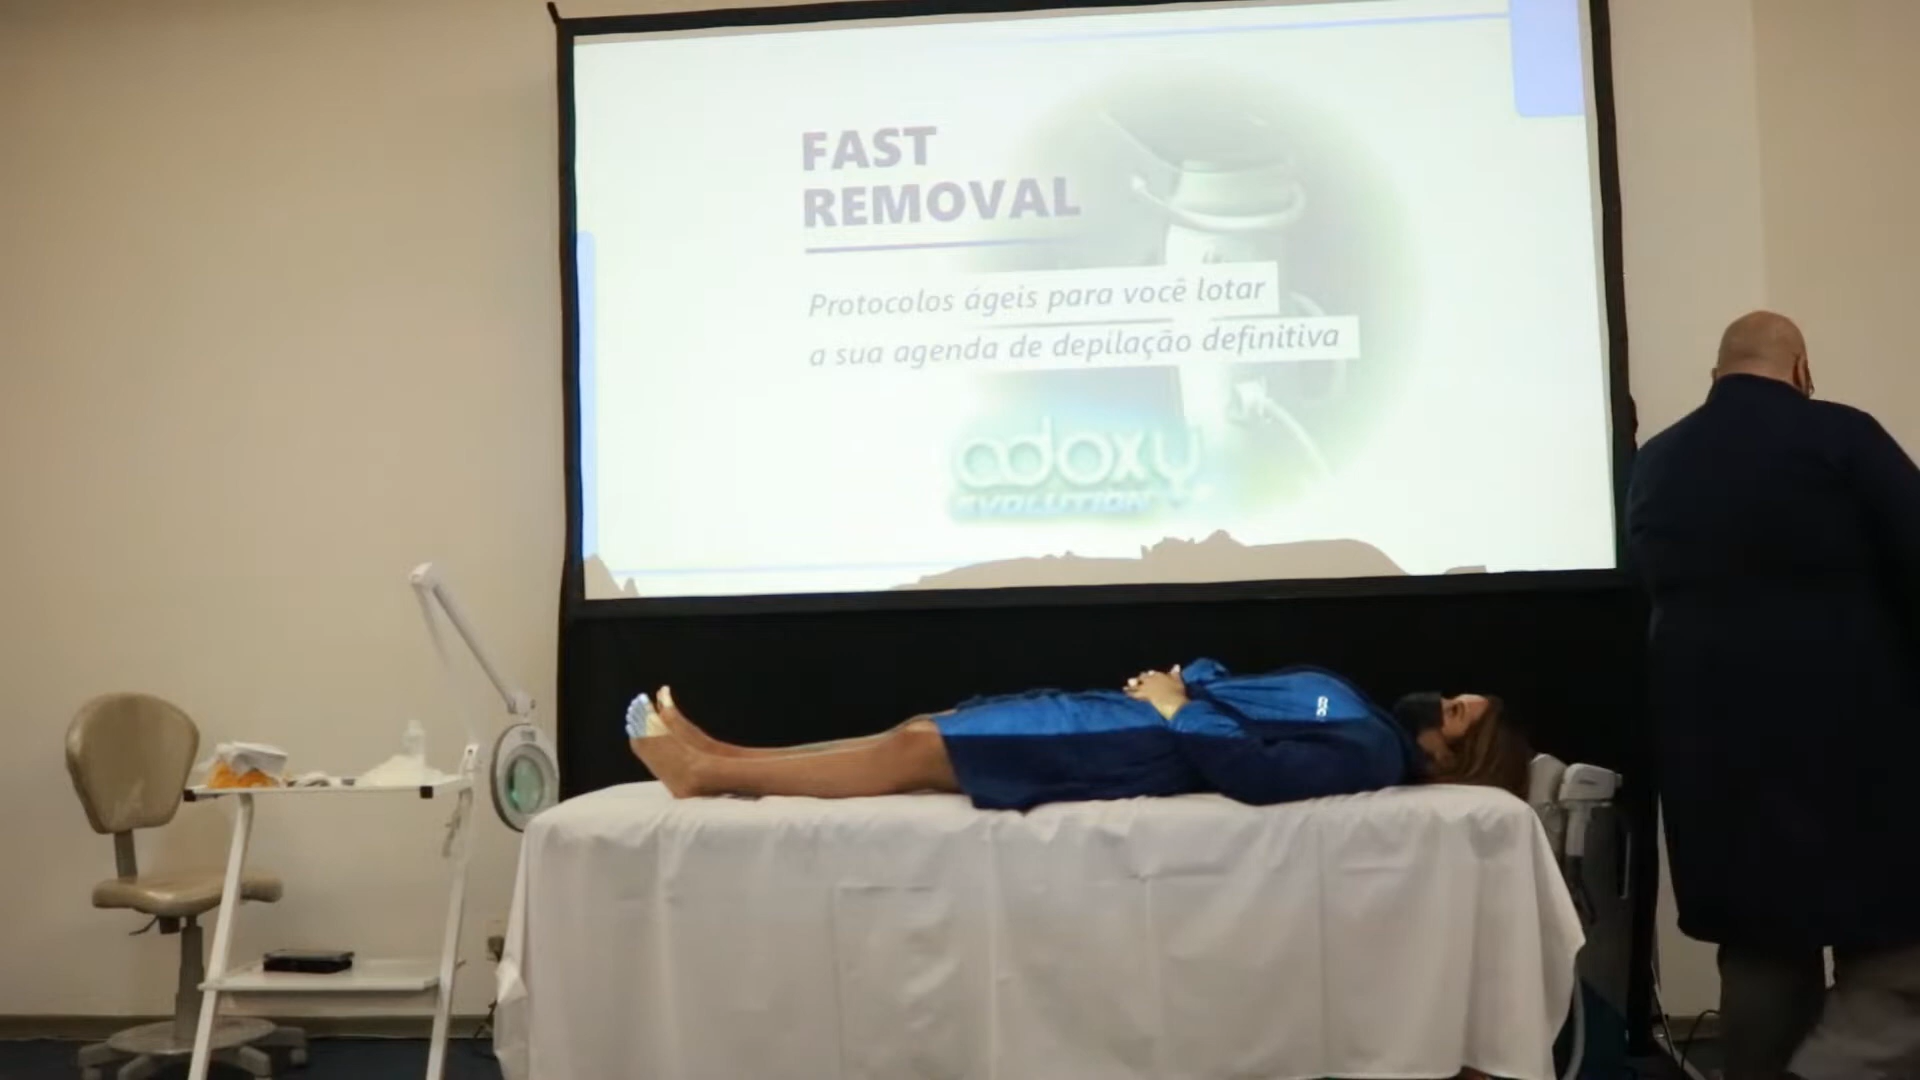 FAST
REMOVAL
Protocolos ágeis para você lotar
a sua agenda de depilação definitiva
adoxy
EVOLUTION